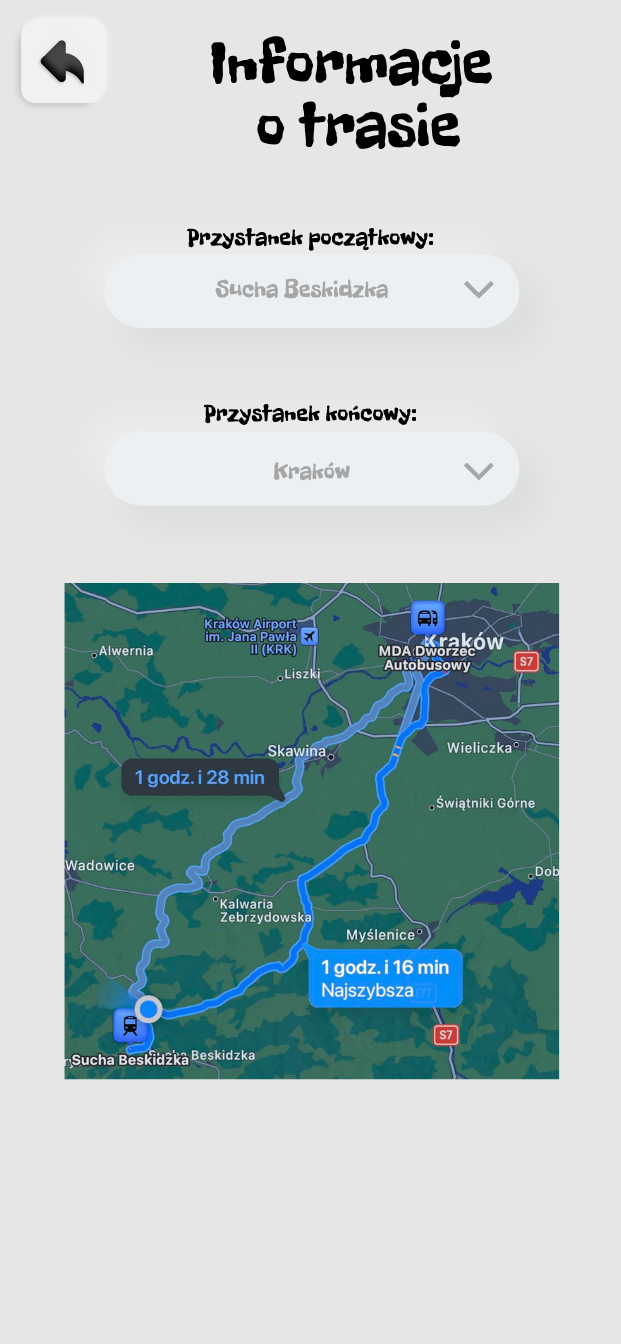 Informacje
o trasie
Przystanek początkowy:
Sucha Beskidzka
Przystanek końcowy:
Kraków
Kraków Airport
im. Jana Pawła
II (KRK)
Kraków
MDA Dworzec
Autobusowy
Alwernia
S7
Liszki
Skawina
Wieliczka
1 godz. i 28 min
Świątniki Górne
Wadowice
Dob
Kalwaria
Zebrzydowska
Myślenice
1 godz. i 16 min
Najszybsza
S7
Sucha Beskidzka
Sucha Beskidzka